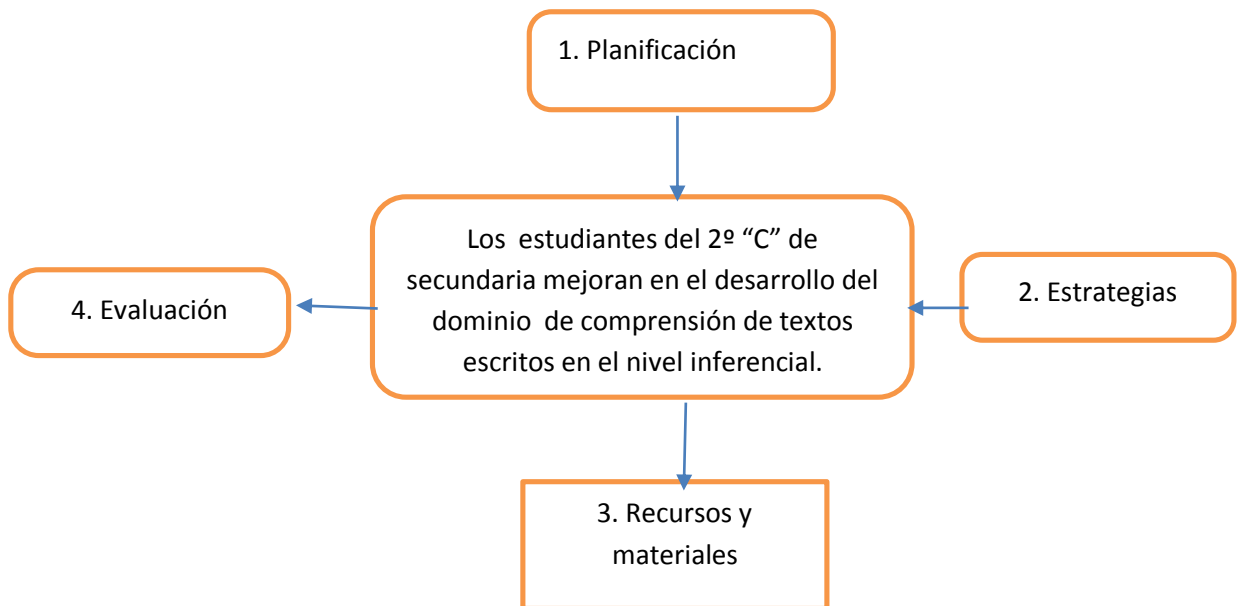 1. Planificación
Los estudiantes del 2º “C” de
secundaria mejoran en el desarrollo del
dominio de comprensión de textos
escritos en el nivel inferencial.
4. Evaluación
2. Estrategias
3. Recursos y
materiales